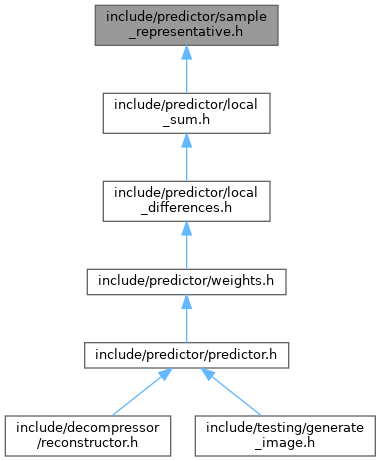 include/predictor/sample
_representative.h
include/predictor/local
_sum.h
include/predictor/local
_differences.h
include/predictor/weights.h
include/predictor/predictor.h
include/decompressor
/reconstructor.h
include/testing/generate
_image.h